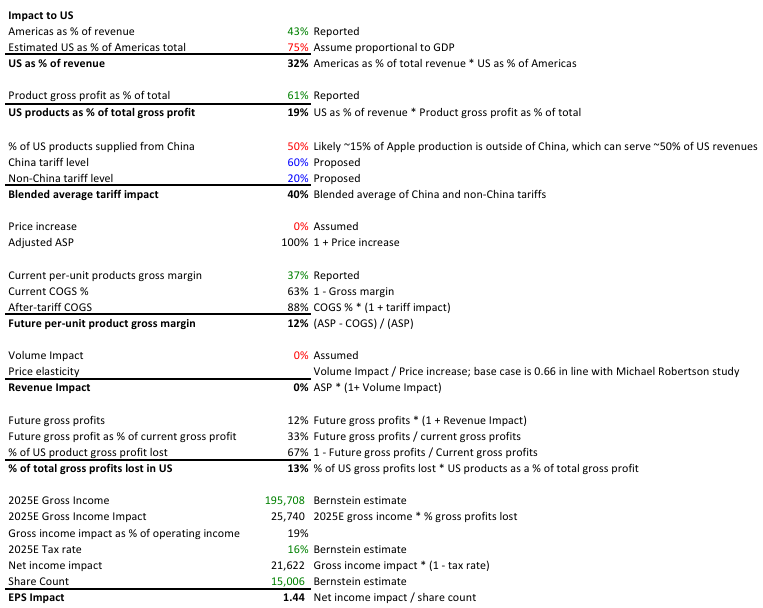 Impact to US
Americas as % of revenue 43% Reported
Estimated US as % of Americas total 75% Assume proportional to GDP
US as % of revenue 32% Americas as % of total revenue * US as % of Americas
Product gross profit as % of total 61% Reported
US products as % of total gross profit 19% US as % of revenue * Product gross profit as % of total
% of US products supplied from China 50% Likely ~15% of Apple production is outside of China, which can serve ~50% of US revenues
China tariff level 60% Proposed
Non-China tariff level 20% Proposed
Blended average tariff impact 40% Blended average of China and non-China tariffs
Price increase 0% Assumed
Adjusted ASP 100% 1 + Price increase
Current per-unit products gross margin 37% Reported
Current COGS % 63% 1 - Gross margin
After-tariff COGS 88% COGS % * (1 + tariff impact)
Future per-unit product gross margin 12% (ASP - COGS) / (ASP)
Volume Impact 0% Assumed
Price elasticity Volume Impact / Price increase; base case is 0.66 in line with Michael Robertson study
Revenue Impact 0% ASP * (1+ Volume Impact)
Future gross profits 12% Future gross profits * (1 + Revenue Impact)
Future gross profit as % of current gross profit 33% Future gross profits / current gross profits
% of US product gross profit lost 67% 1 - Future gross profits / Current gross profits
% of total gross profits lost in US 13% % of US gross profits lost * US products as a % of total gross profit
2025E Gross Income 195,708 Bernstein estimate
2025E Gross Income Impact 25,740 2025E gross income * % gross profits lost
Gross income impact as % of operating income 19%
2025E Tax rate 16% Bernstein estimate
Net income impact 21,622 Gross income impact * (1 - tax rate)
Share Count 15,006 Bernstein estimate
EPS Impact 1.44 Net income impact / share count